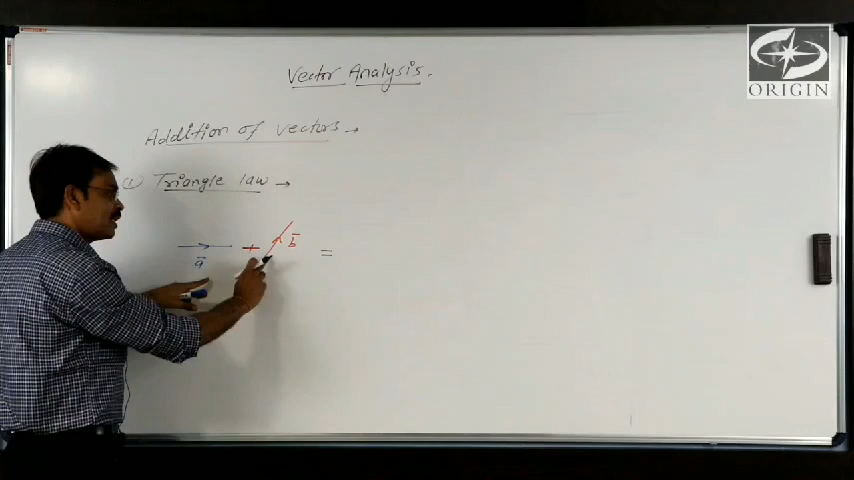 Vector Analysis.
ORIGIN
Addition of vectors →
① Triangle law →
a⃗ + b⃗ =